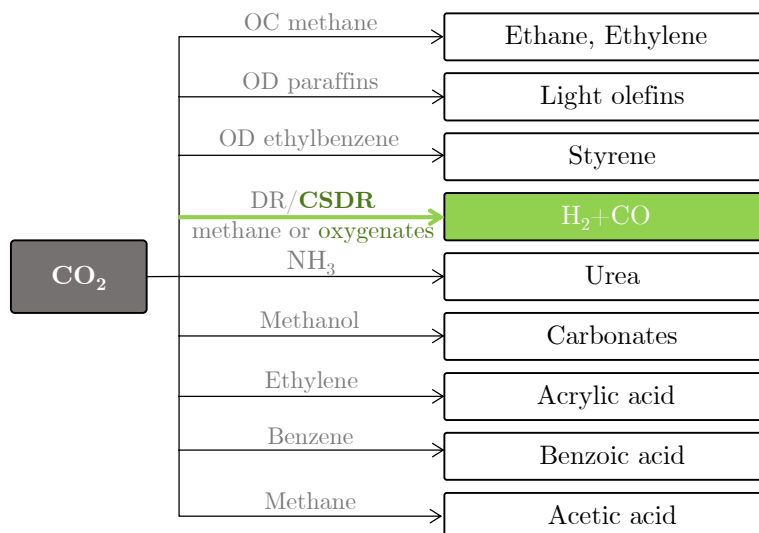 OC methane
Ethane, Ethylene
OD paraffins
Light olefins
OD ethylbenzene
Styrene
DR/CSDR
methane or oxygenates
H₂+CO
CO₂
NH₃
Urea
Methanol
Carbonates
Ethylene
Acrylic acid
Benzene
Benzoic acid
Methane
Acetic acid